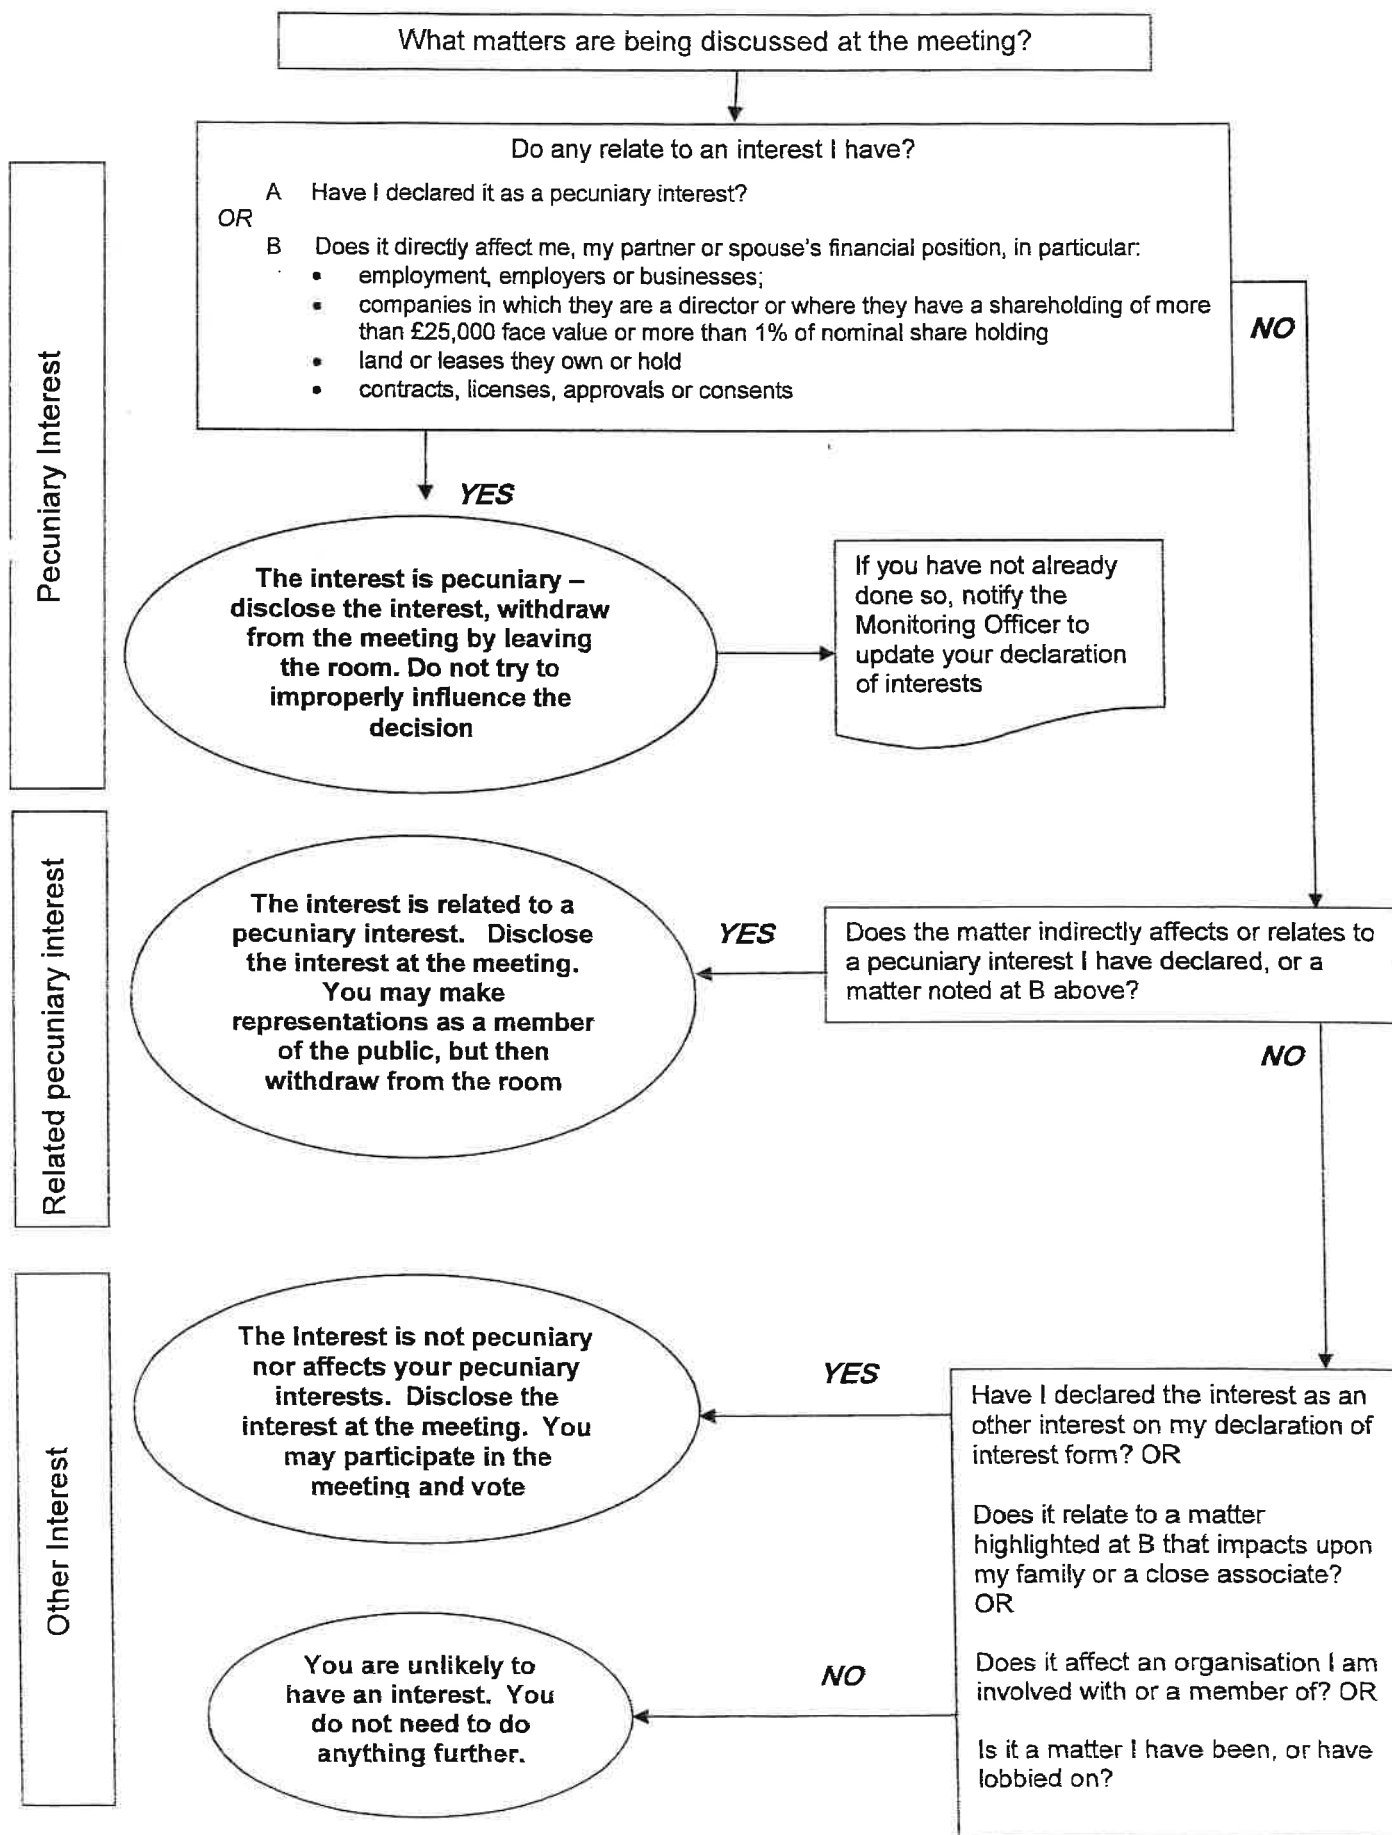 What matters are being discussed at the meeting?
Pecuniary Interest
Do any relate to an interest I have?
A Have I declared it as a pecuniary interest?
OR
B Does it directly affect me, my partner or spouse's financial position, in particular:
• employment, employers or businesses;
• companies in which they are a director or where they have a shareholding of more
than £25,000 face value or more than 1% of nominal share holding
• land or leases they own or hold
• contracts, licenses, approvals or consents
NO
YES
The interest is pecuniary –
disclose the interest, withdraw
from the meeting by leaving
the room. Do not try to
improperly influence the
decision
If you have not already
done so, notify the
Monitoring Officer to
update your declaration
of interests
Related pecuniary interest
The interest is related to a
pecuniary interest. Disclose
the interest at the meeting.
You may make
representations as a member
of the public, but then
withdraw from the room
YES
Does the matter indirectly affects or relates to
a pecuniary interest I have declared, or a
matter noted at B above?
NO
Other Interest
The Interest is not pecuniary
nor affects your pecuniary
interests. Disclose the
interest at the meeting. You
may participate in the
meeting and vote
YES
Have I declared the interest as an
other interest on my declaration of
interest form? OR
Does it relate to a matter
highlighted at B that impacts upon
my family or a close associate?
OR
Does it affect an organisation I am
involved with or a member of? OR
Is it a matter I have been, or have
lobbied on?
NO
You are unlikely to
have an interest. You
do not need to do
anything further.